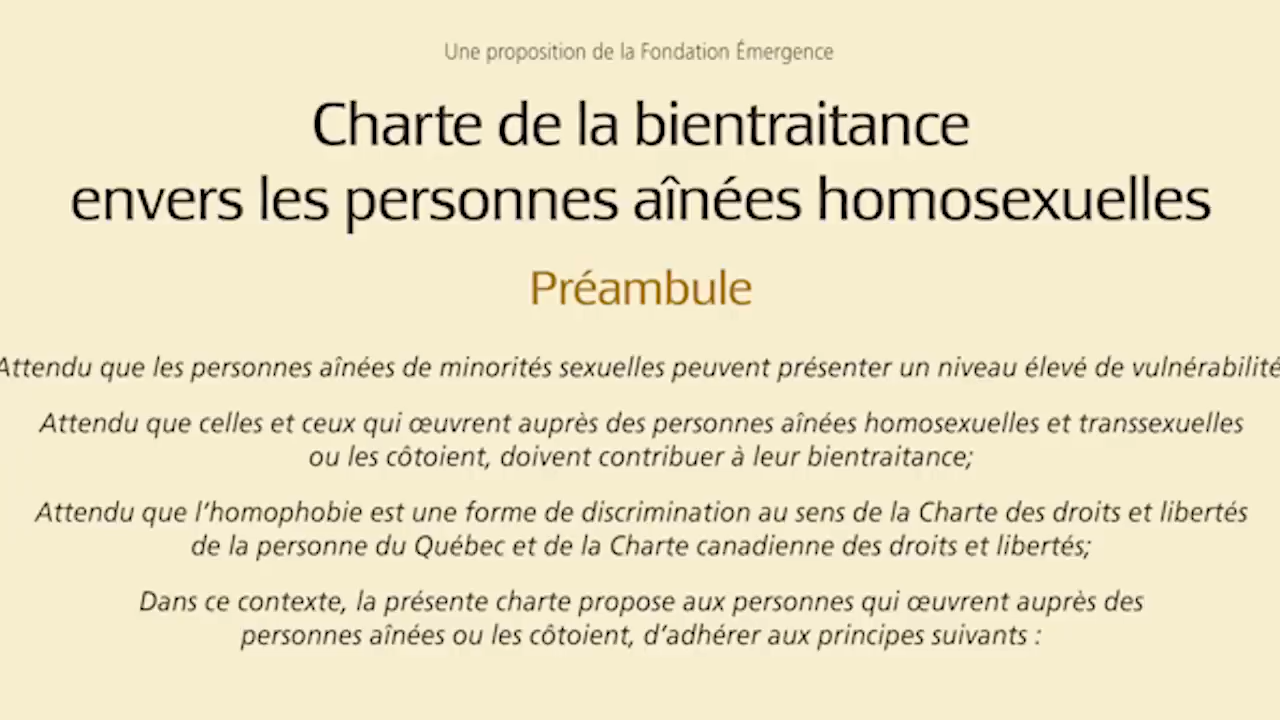 Une proposition de la Fondation Émergence
Charte de la bientraitance
envers les personnes aînées homosexuelles
Préambule
Attendu que les personnes aînées de minorités sexuelles peuvent présenter un niveau élevé de vulnérabilité
Attendu que celles et ceux qui œuvrent auprès des personnes aînées homosexuelles et transsexuelles
ou les côtoient, doivent contribuer à leur bientraitance;
Attendu que l’homophobie est une forme de discrimination au sens de la Charte des droits et libertés
de la personne du Québec et de la Charte canadienne des droits et libertés;
Dans ce contexte, la présente charte propose aux personnes qui œuvrent auprès des
personnes aînées ou les côtoient, d’adhérer aux principes suivants :